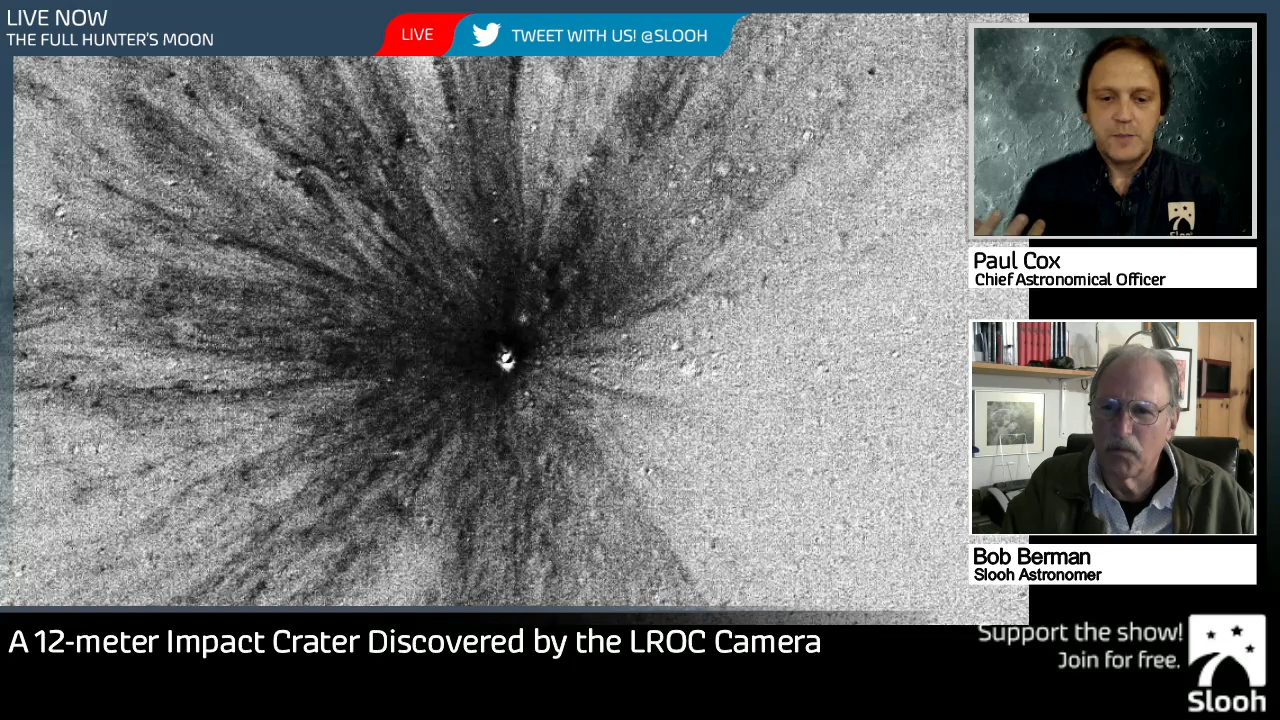 LIVE NOW
THE FULL HUNTER'S MOON
LIVE
TWEET WITH US! @SLOOH
Paul Cox
Chief Astronomical Officer
Bob Berman
Slooh Astronomer
A 12-meter Impact Crater Discovered by the LROC Camera
Support the show!
Join for free.
Slooh